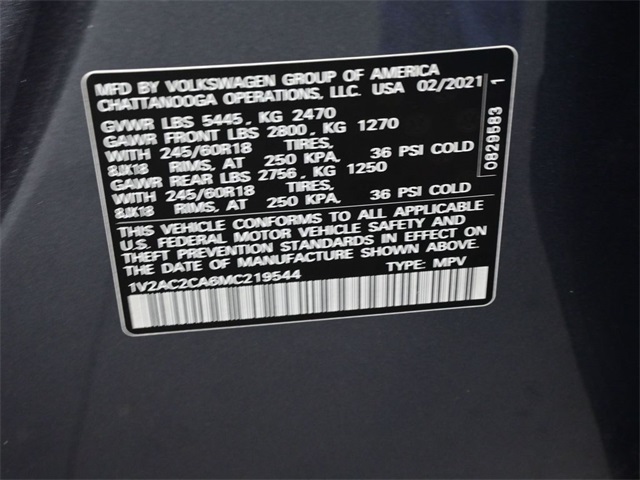 MFD BY VOLKSWAGEN GROUP OF AMERICA
CHATTANOOGA OPERATIONS, LLC. USA 02/2021
GVWR LBS 5445, KG 2470
GAWR FRONT LBS 2800, KG 1270
WITH 245/60R18 TIRES,
8JX18 RIMS, AT 250 KPA, 36 PSI COLD
GAWR REAR LBS 2756, KG 1250
WITH 245/60R18 TIRES,
8JX18 RIMS, AT 250 KPA, 36 PSI COLD
THIS VEHICLE CONFORMS TO ALL APPLICABLE
U.S. FEDERAL MOTOR VEHICLE SAFETY AND
THEFT PREVENTION STANDARDS IN EFFECT ON
THE DATE OF MANUFACTURE SHOWN ABOVE.
1V2AC2CA6MC219544 TYPE: MPV
0829583 1